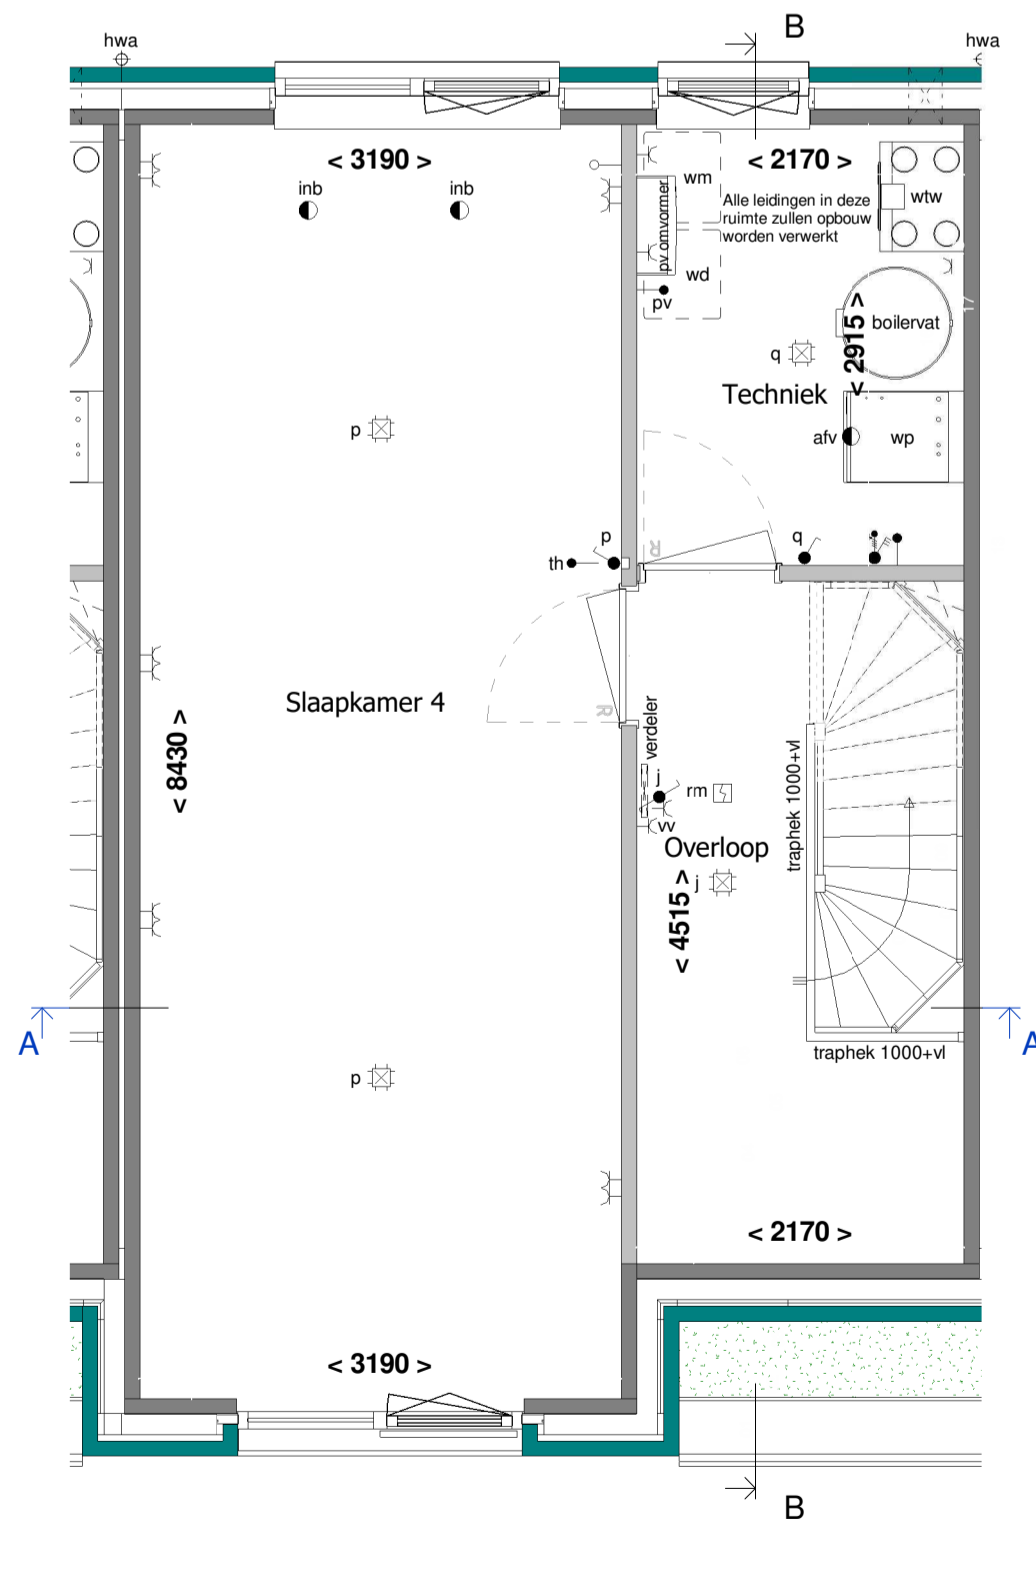 B
hwa
hwa
< 3190 >
< 2170 >
inb
inb
wm
pv omvormer
Alle leidingen in deze
ruimte zullen opbouw
worden verwerkt
wtw
wd
pv
17
boilervat
< 2915 >
q
Techniek
p
afv
wp
p
q
th
R
Slaapkamer 4
R
verdeler
< 8430 >
j
rm
traphek 1000+vl
vv
Overloop
j
< 4515 >
A
A
traphek 1000+vl
p
< 2170 >
< 3190 >
B